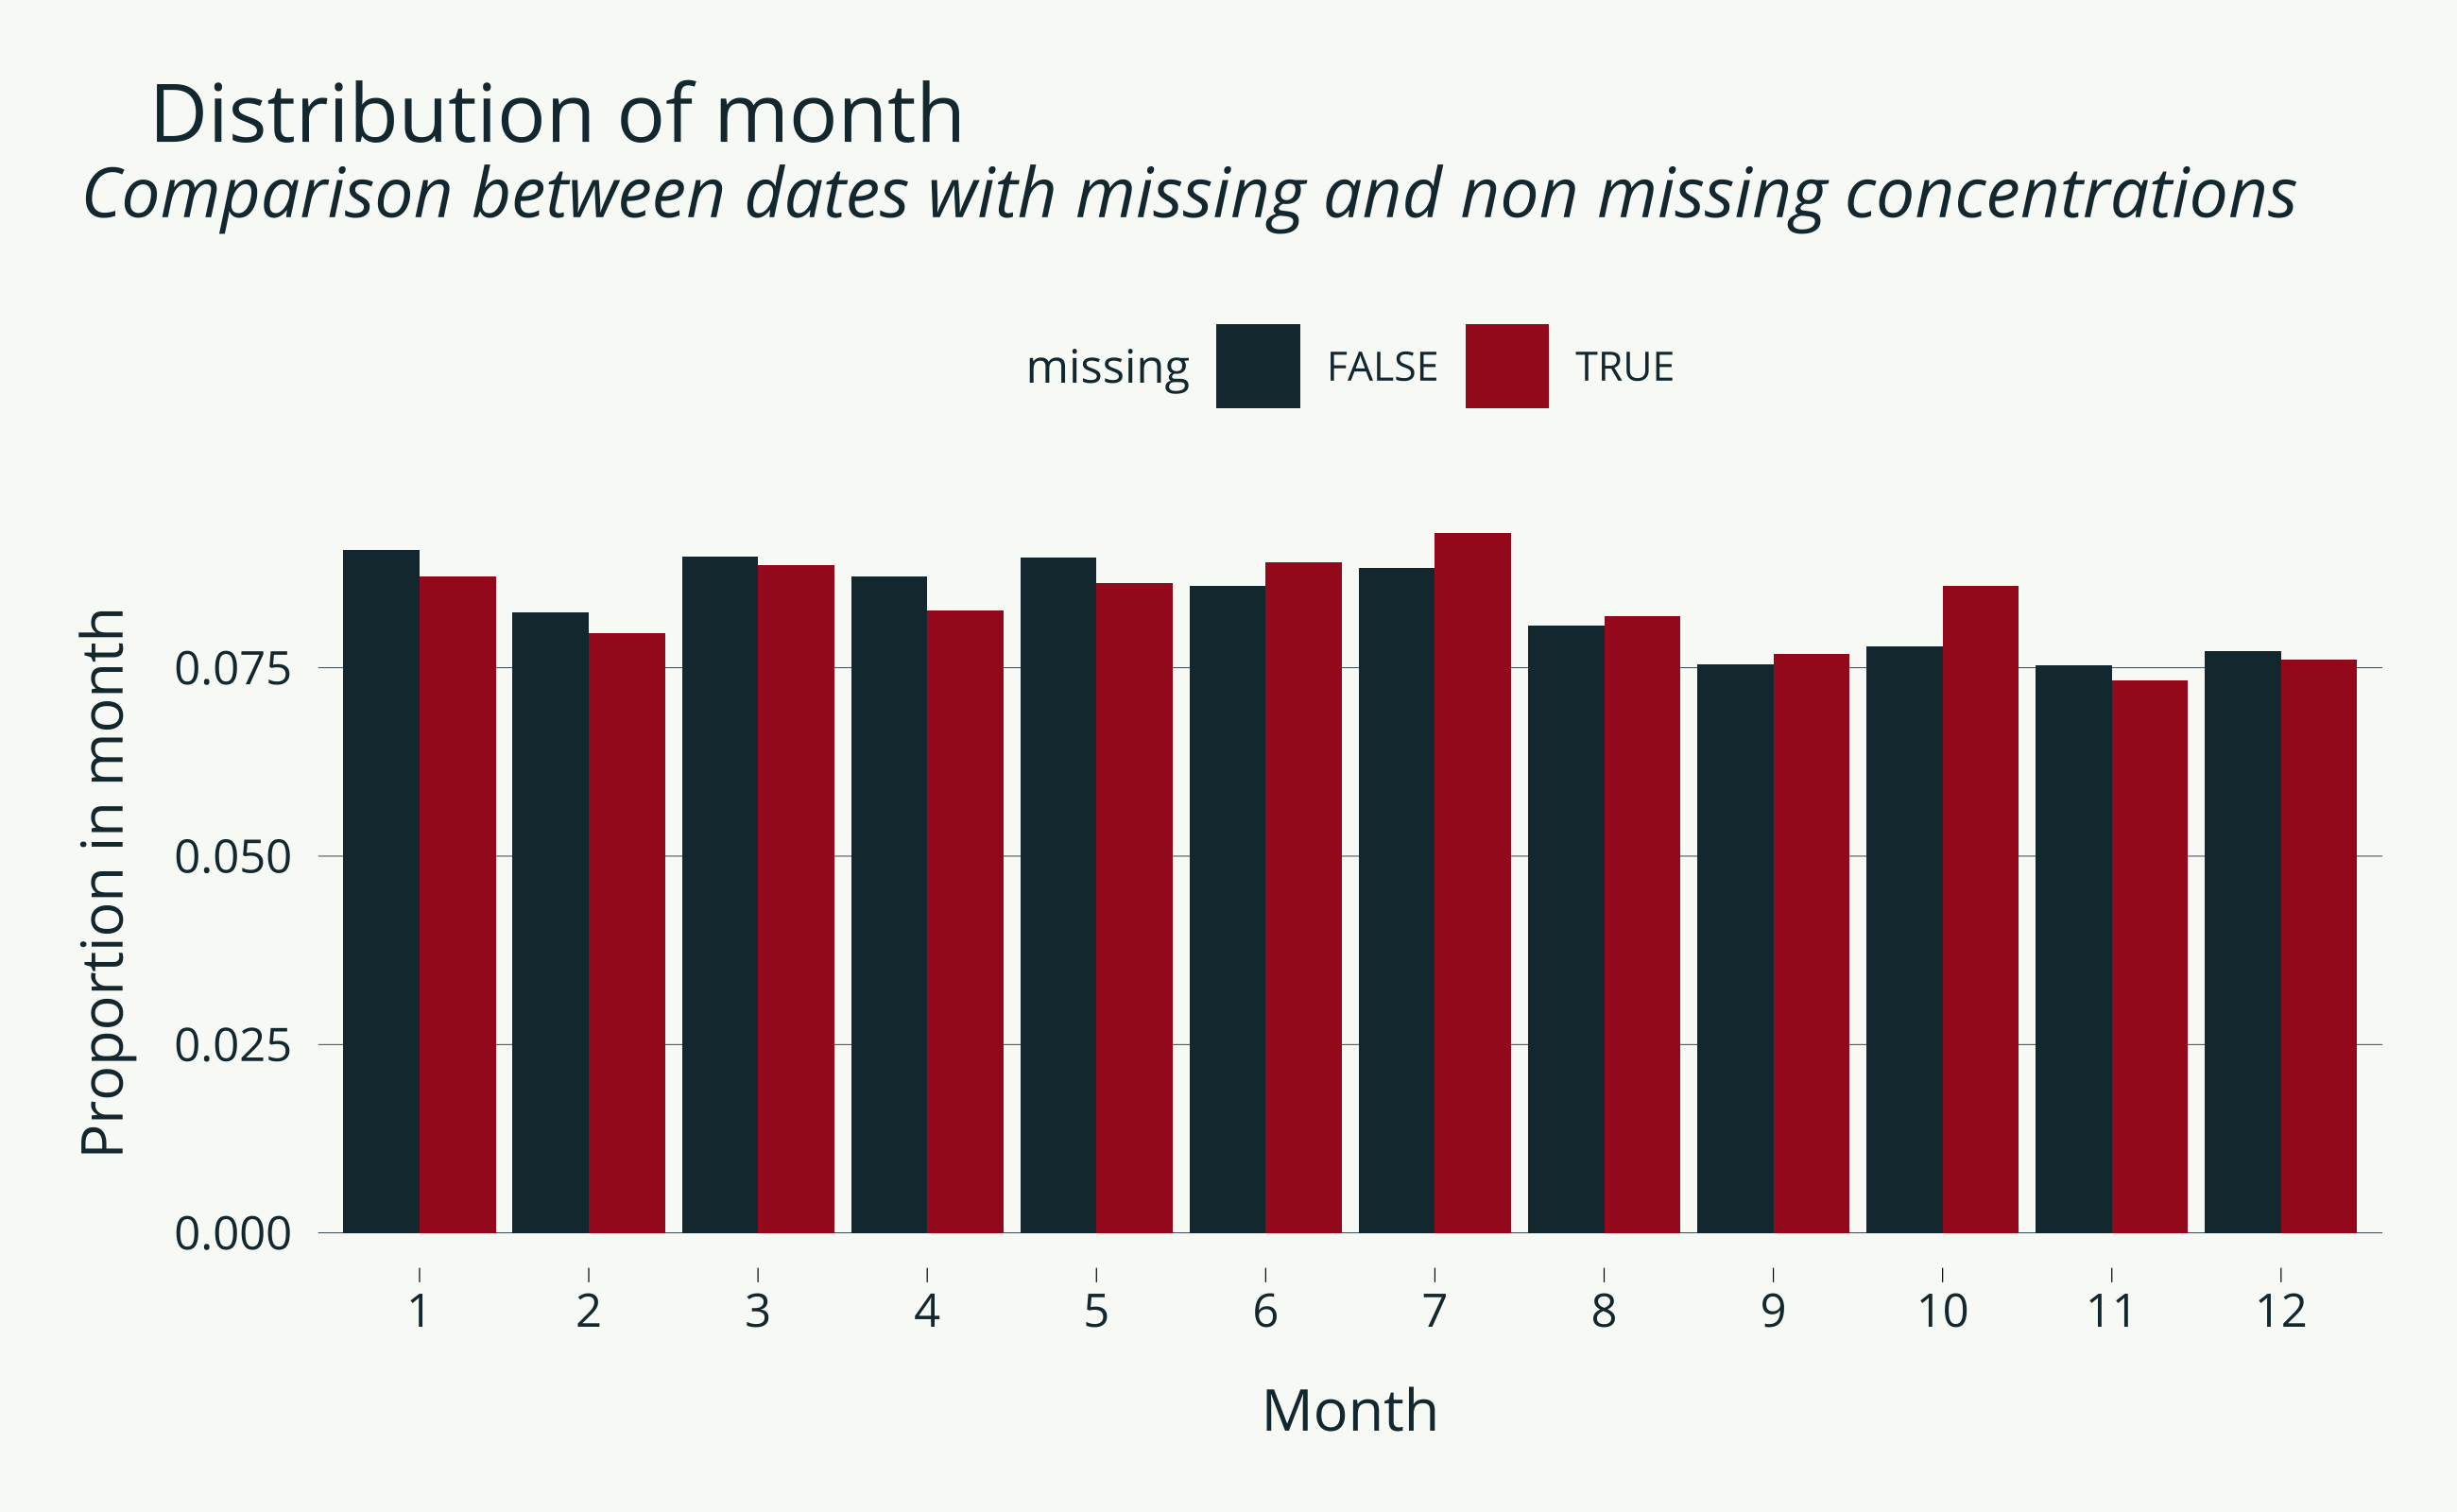 Distribution of month
Comparison between dates with missing and non missing concentrations
missing FALSE TRUE
Proportion in month
0.075
0.050
0.025
0.000
1 2 3 4 5 6 7 8 9 10 11 12
Month